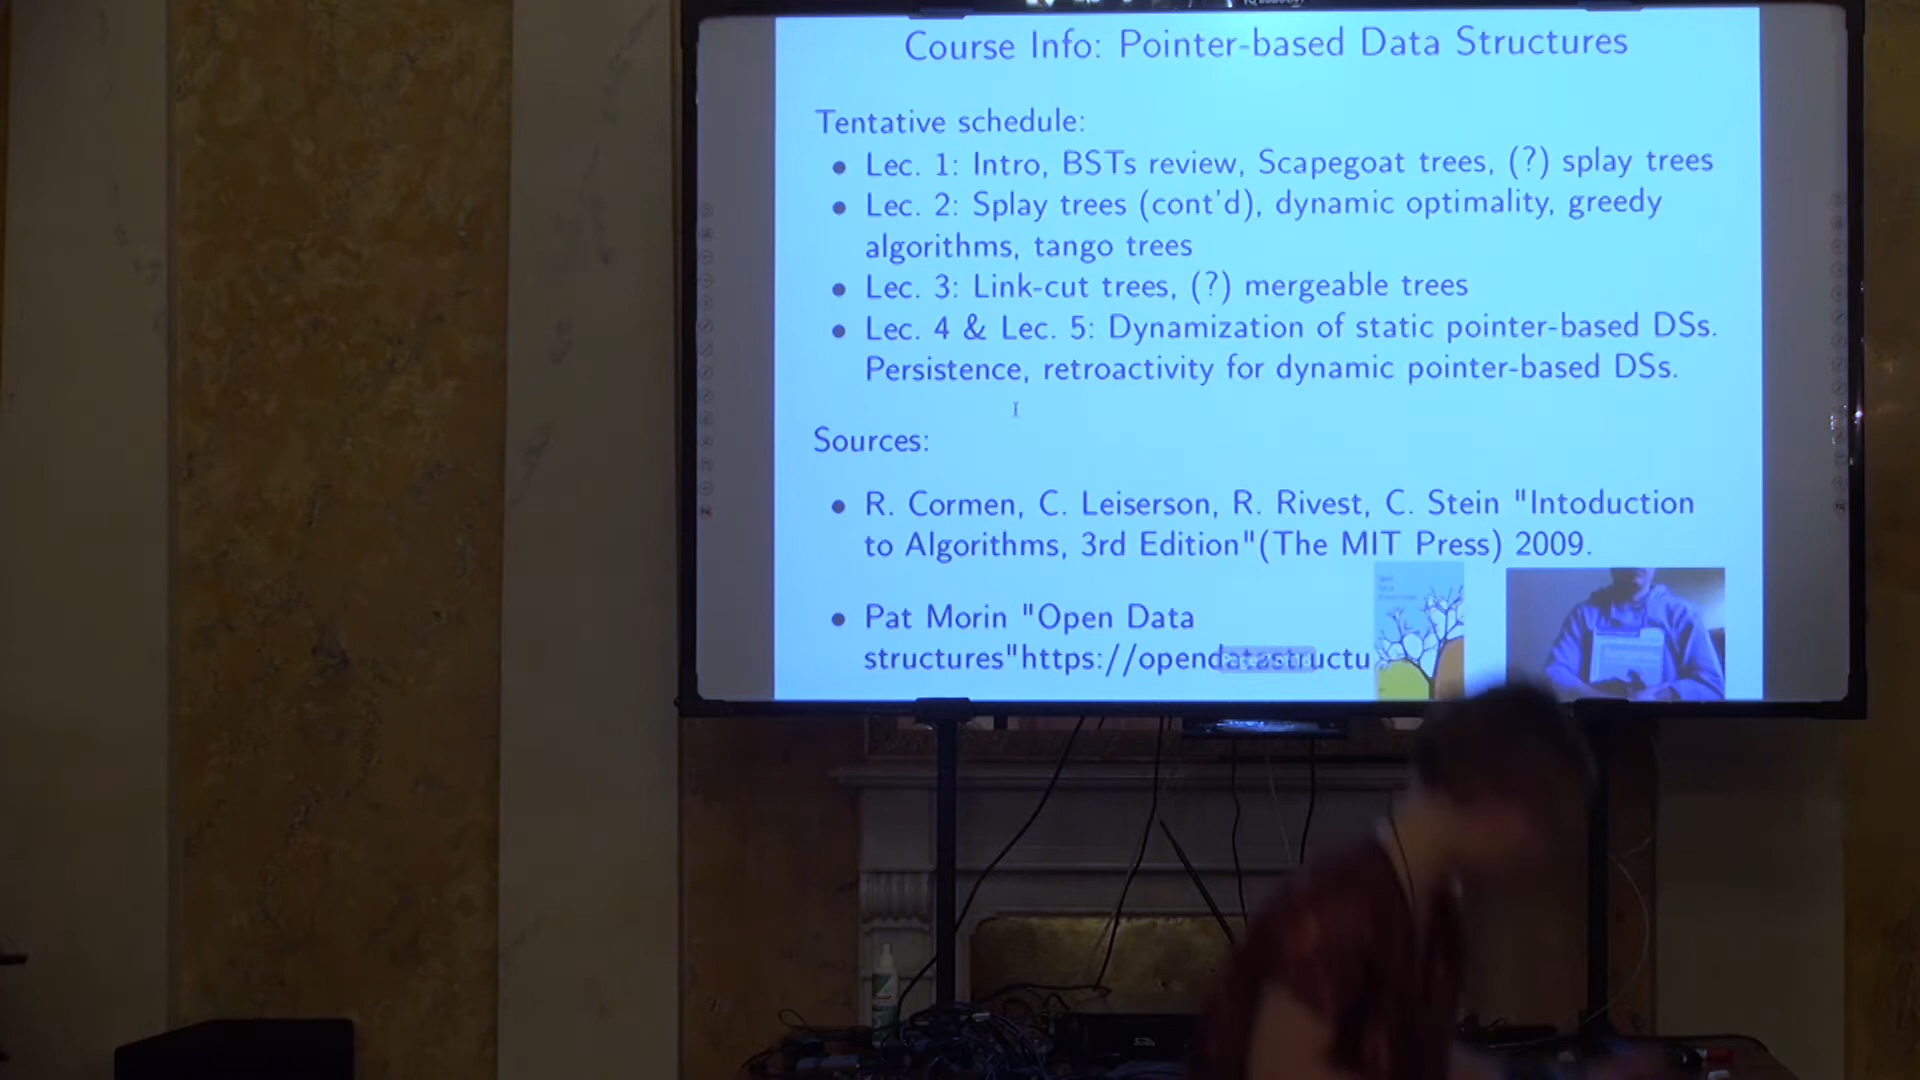 Course Info: Pointer-based Data Structures
Tentative schedule:
• Lec. 1: Intro, BSTs review, Scapegoat trees, (?) splay trees
• Lec. 2: Splay trees (cont'd), dynamic optimality, greedy
algorithms, tango trees
• Lec. 3: Link-cut trees, (?) mergeable trees
• Lec. 4 & Lec. 5: Dynamization of static pointer-based DSs.
Persistence, retroactivity for dynamic pointer-based DSs.
Sources:
• R. Cormen, C. Leiserson, R. Rivest, C. Stein "Intoduction
to Algorithms, 3rd Edition"(The MIT Press) 2009.
• Pat Morin "Open Data
structures"https://opendatastructu